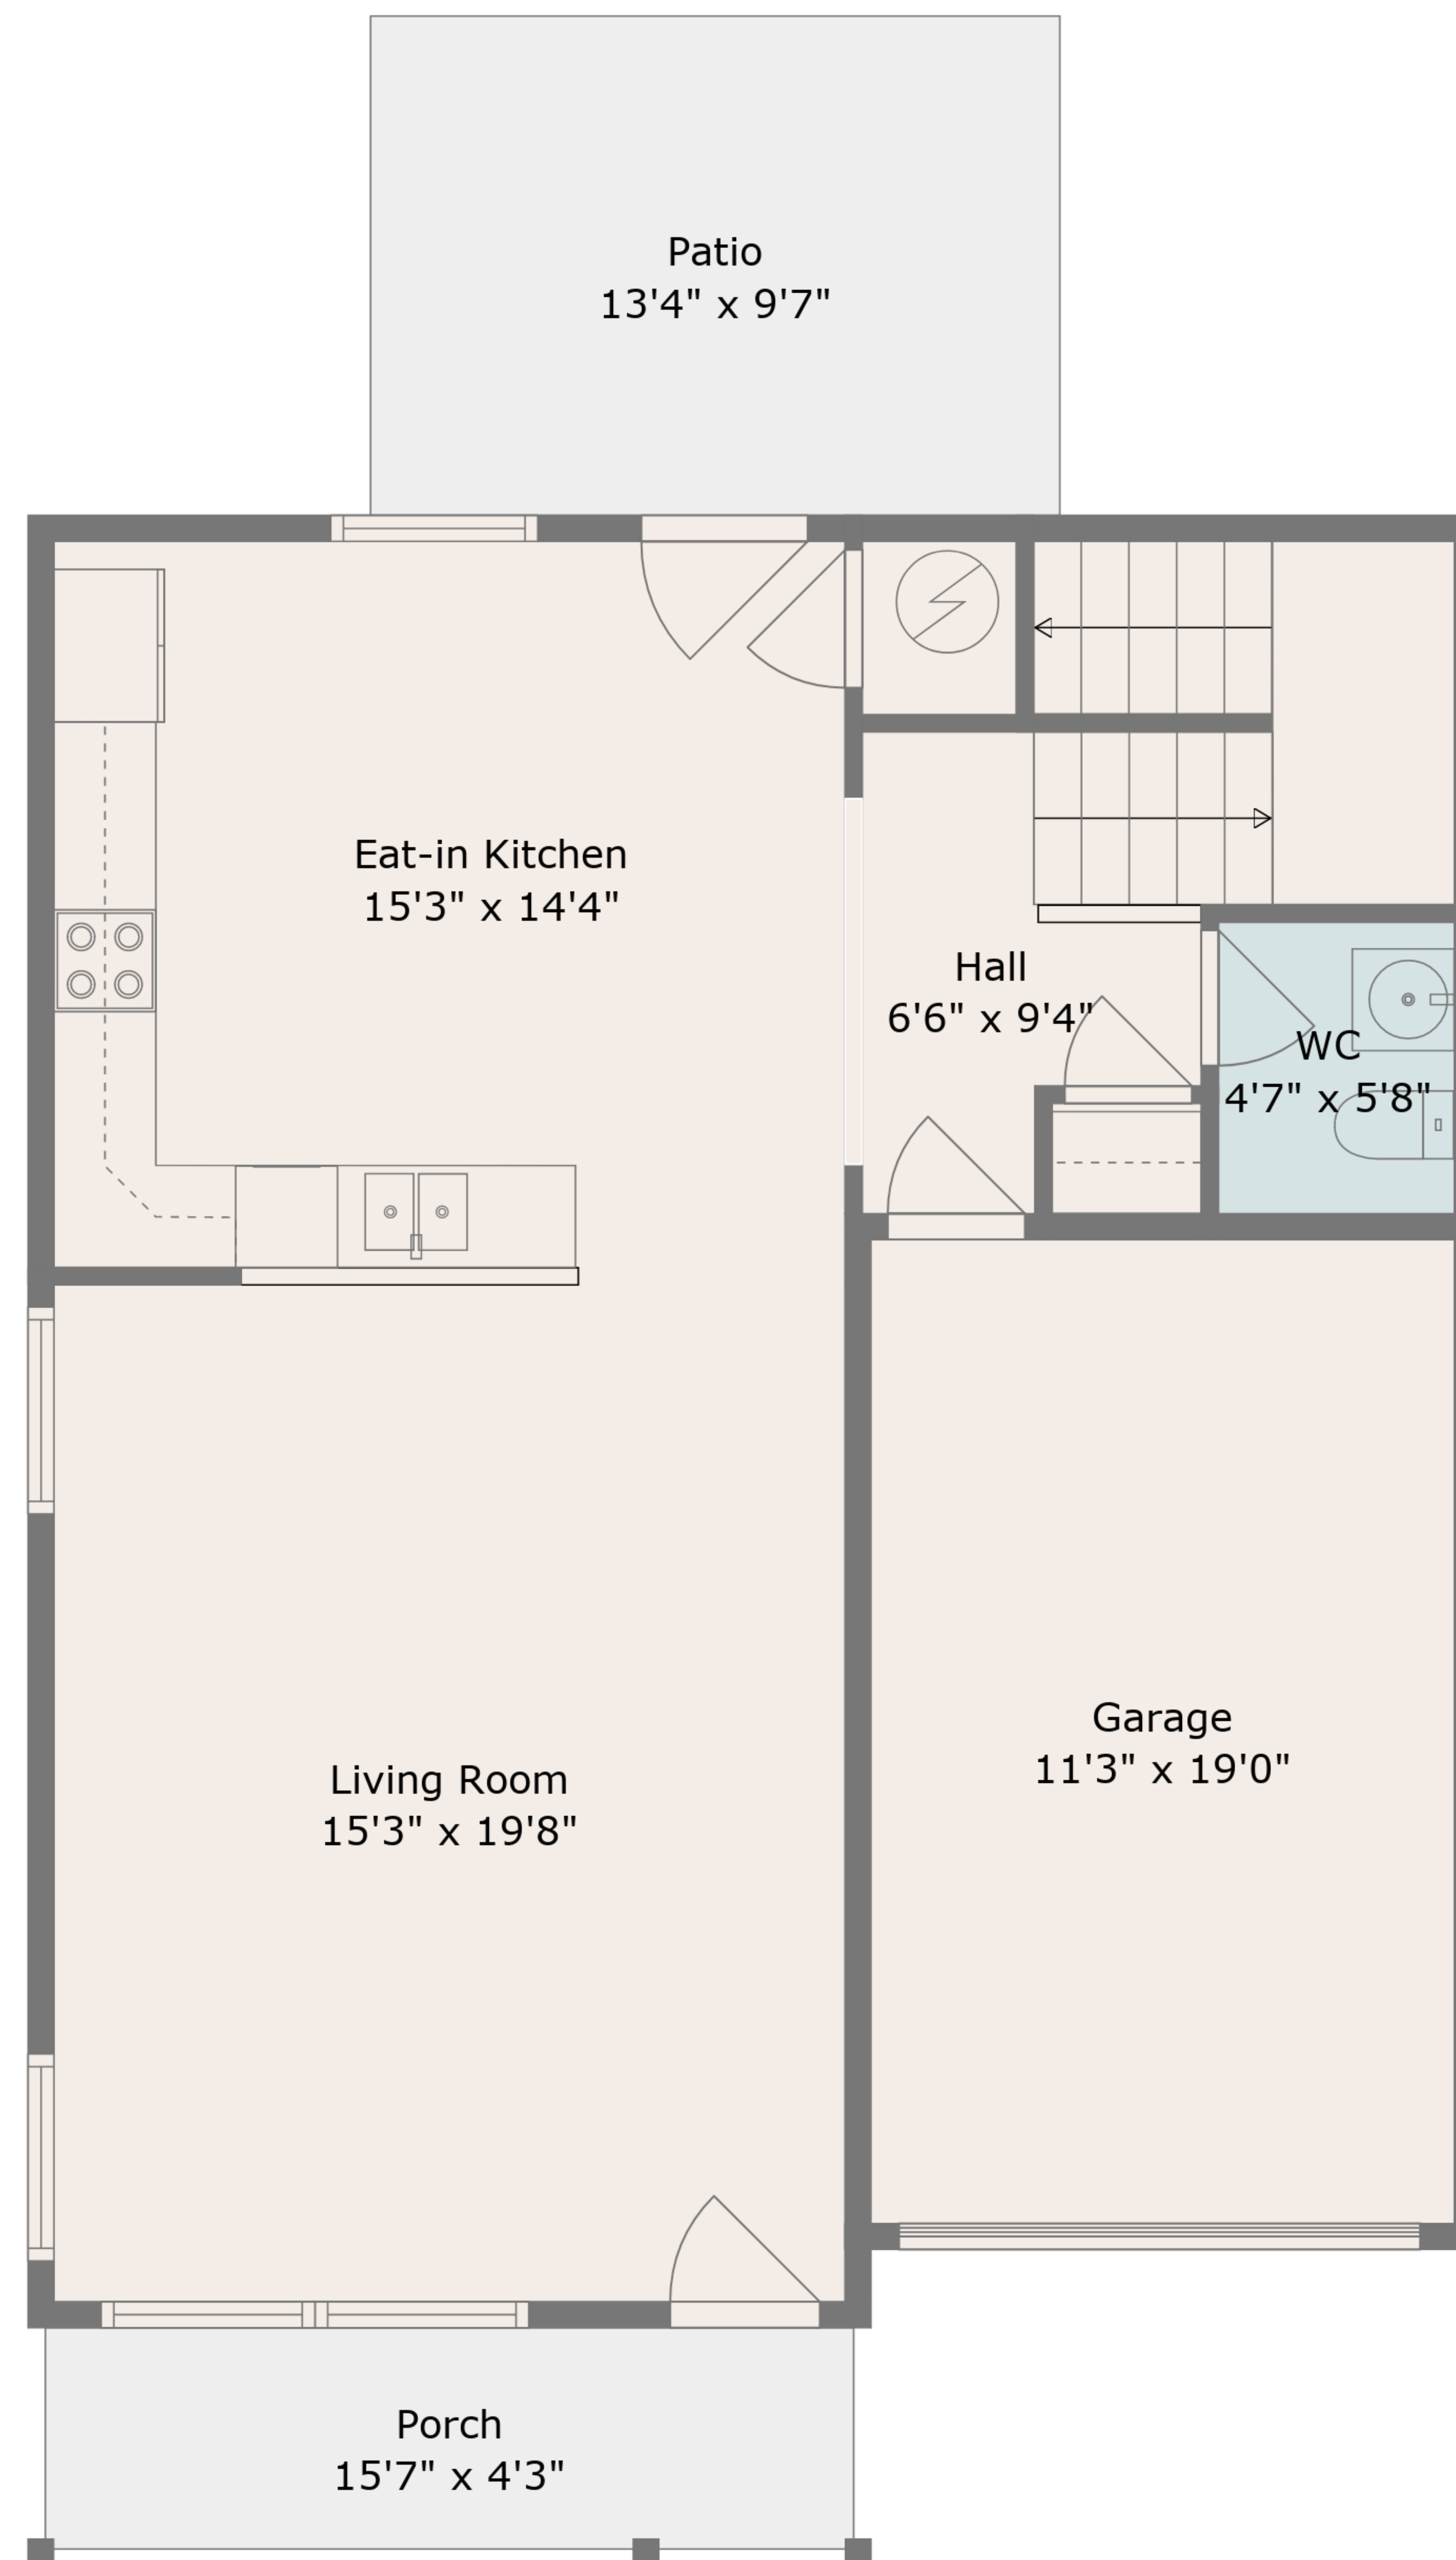 Patio
13'4" x 9'7"
Eat-in Kitchen
15'3" x 14'4"
Hall
6'6" x 9'4"
WC
4'7" x 5'8"
Garage
11'3" x 19'0"
Living Room
15'3" x 19'8"
Porch
15'7" x 4'3"